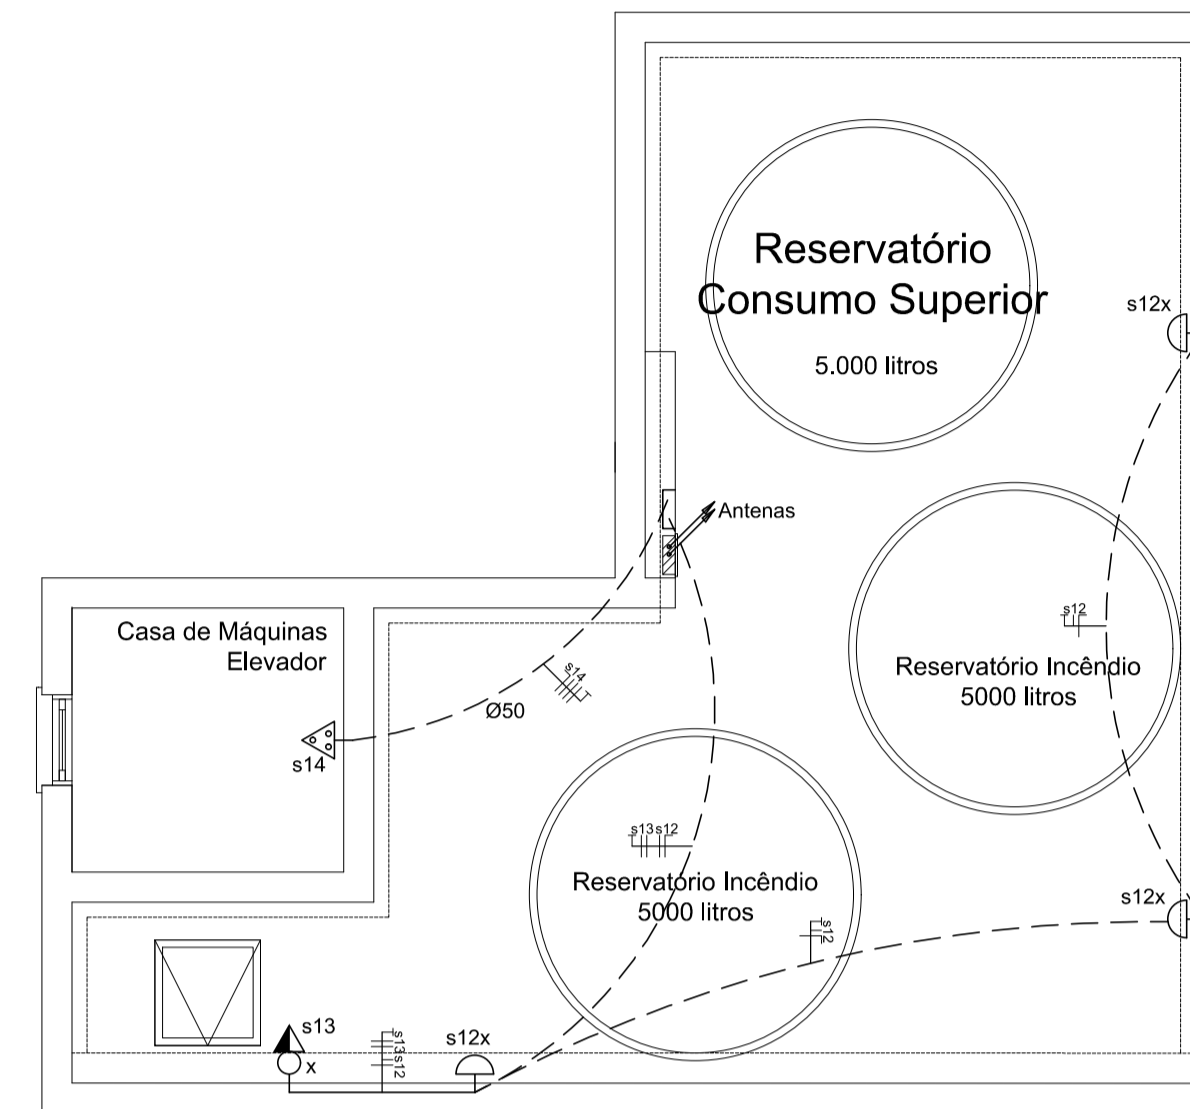 Reservatório
Consumo Superior
5.000 litros
s12x
Antenas
s12
Casa de Máquinas
Elevador
Reservatório Incêndio
5000 litros
s14
Ø50
s14
s13s12
Reservatório Incêndio
5000 litros
s12x
s12
s13
x
s13s12
s12x